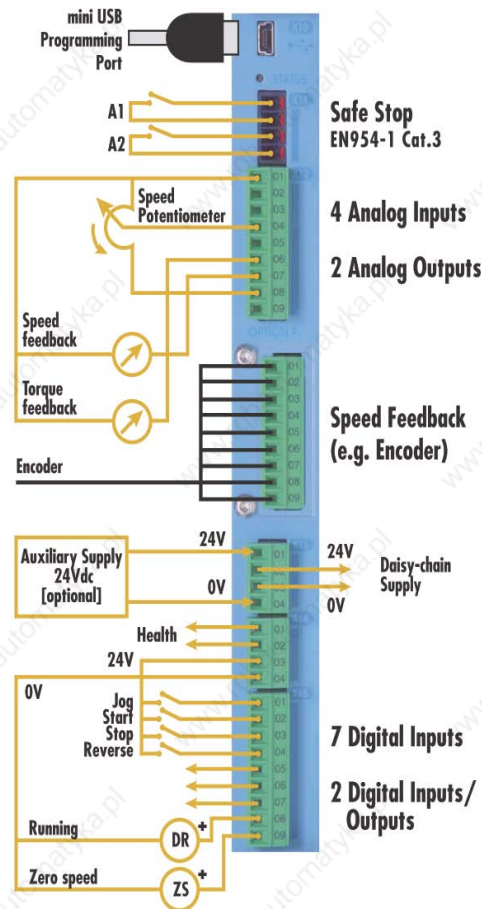 mini USB
Programming
Port
X10
STATUS
Safe Stop
EN954-1 Cat.3
A1
A2
01
02
03
04
05
06
07
08
09
Speed
Potentiometer
4 Analog Inputs
2 Analog Outputs
Speed
feedback
Torque
feedback
OPTION F
01
02
03
04
05
06
07
08
09
Speed Feedback
(e.g. Encoder)
Encoder
Auxiliary Supply
24Vdc
[optional]
24V
0V
01
04
24V
Daisy-chain
Supply
0V
Health
24V
0V
01
02
03
04
Jog
Start
Stop
Reverse
01
02
03
04
05
06
07
08
09
7 Digital Inputs
2 Digital Inputs/
Outputs
Running
DR
+
Zero speed
ZS
+